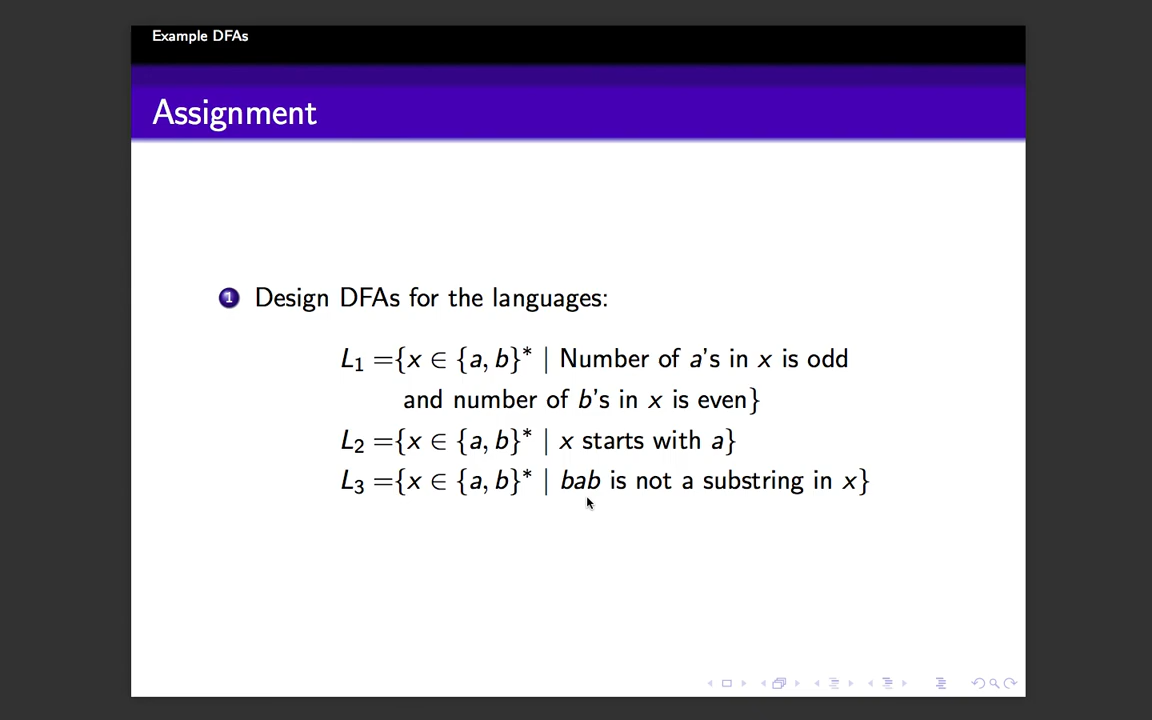 Example DFAs
Assignment
1 Design DFAs for the languages:
L₁ ={x ∈ {a, b}* | Number of a's in x is odd
and number of b's in x is even}
L₂ ={x ∈ {a, b}* | x starts with a}
L₃ ={x ∈ {a, b}* | bab is not a substring in x}